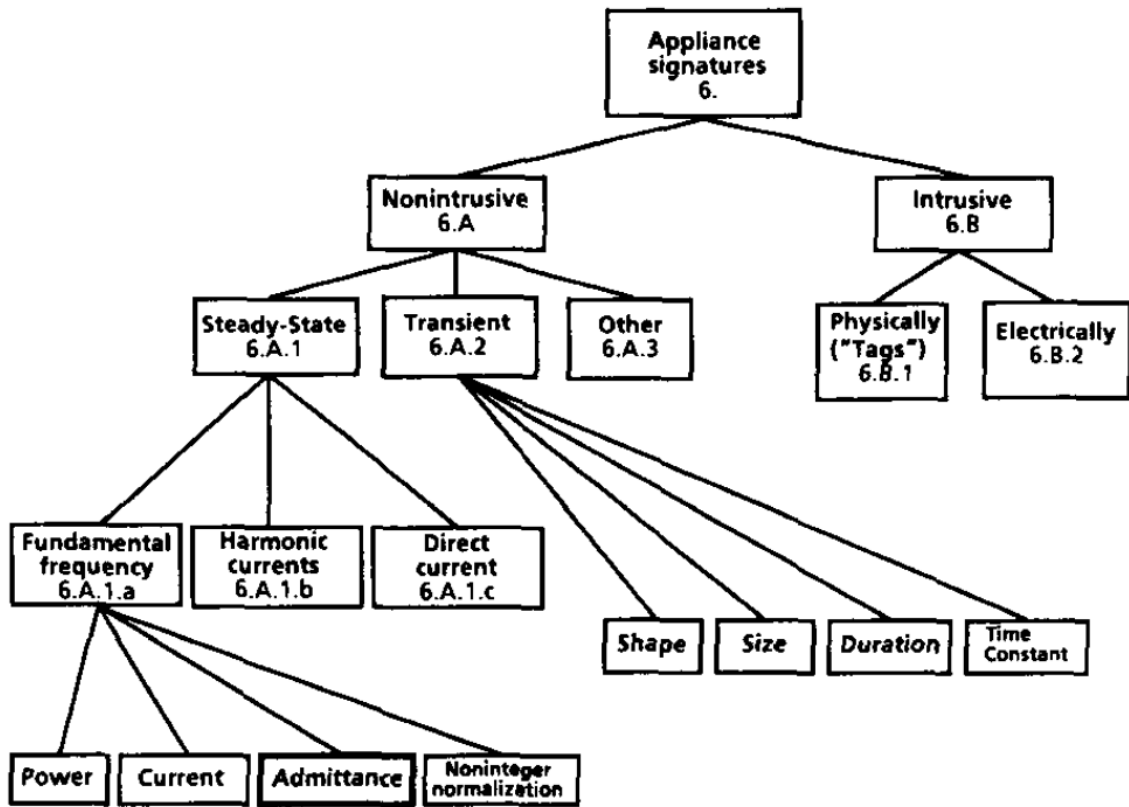 Appliance
signatures
6.
Nonintrusive
6.A
Intrusive
6.B
Steady-State
6.A.1
Transient
6.A.2
Other
6.A.3
Physically
("Tags")
6.B.1
Electrically
6.B.2
Fundamental
frequency
6.A.1.a
Harmonic
currents
6.A.1.b
Direct
current
6.A.1.c
Shape
Size
Duration
Time
Constant
Power
Current
Admittance
Noninteger
normalization